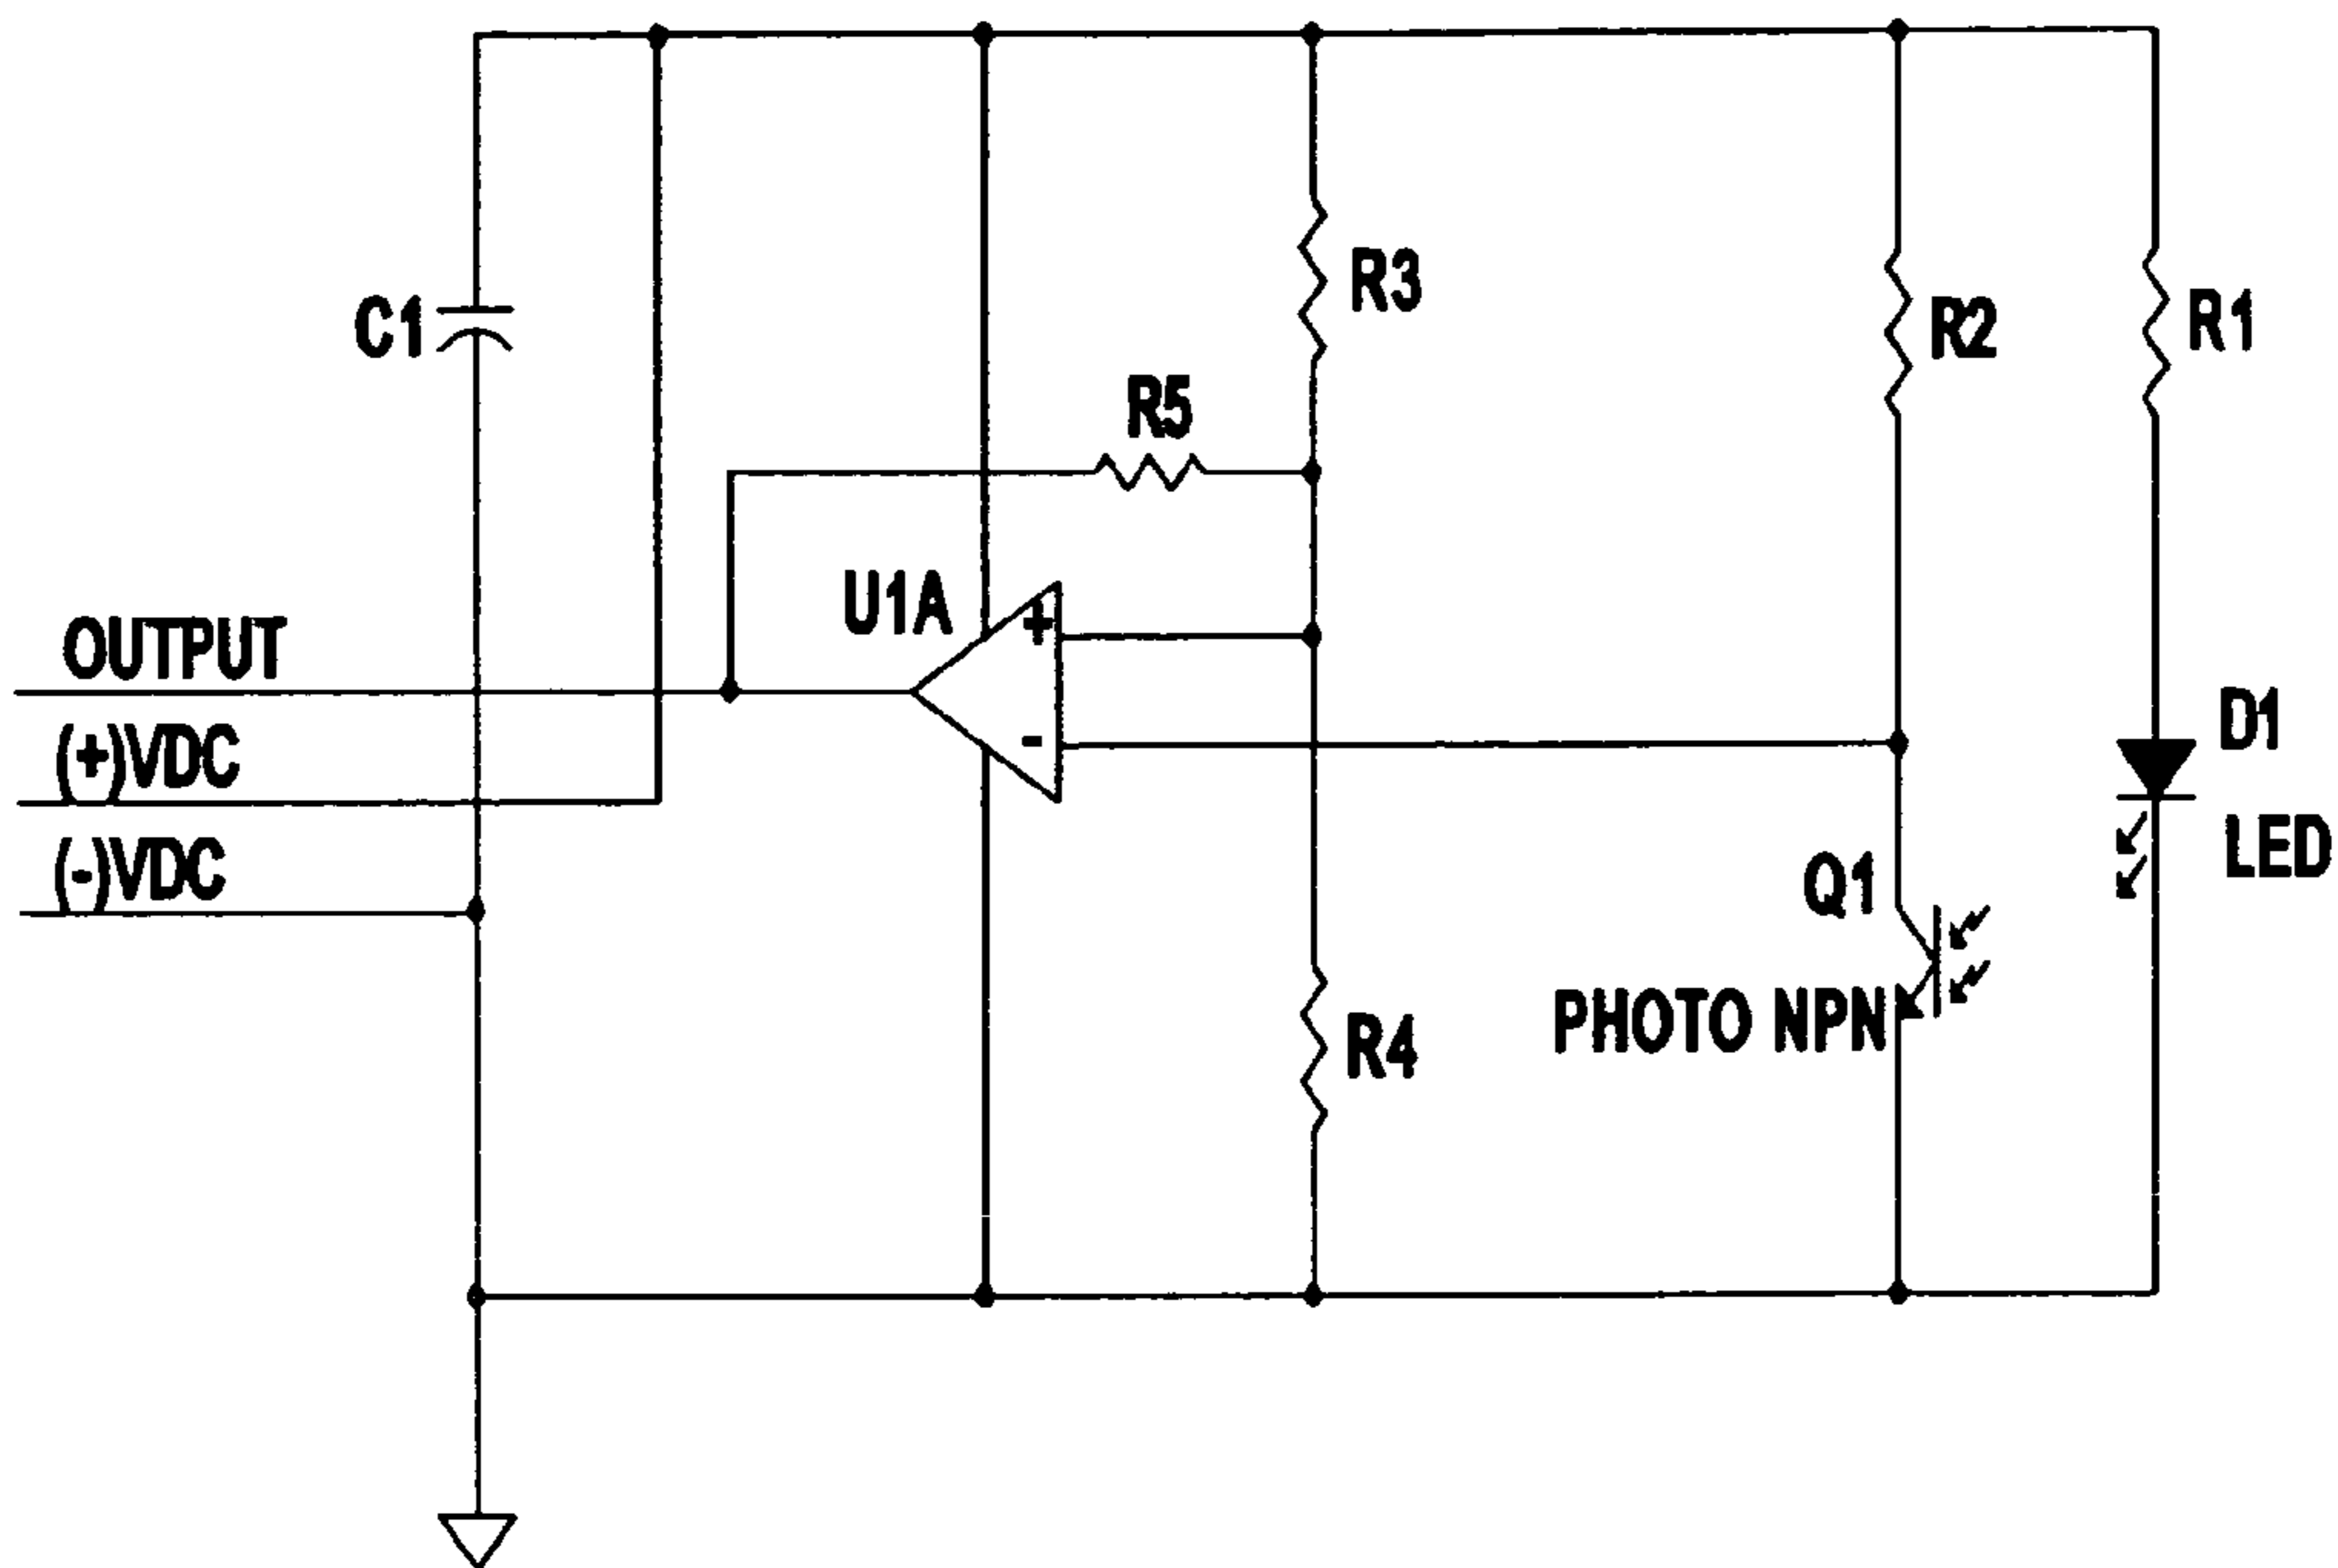 C1
R3
R2
R1
R5
U1A
+
-
OUTPUT
(+)VDC
(-)VDC
D1
LED
Q1
PHOTO NPN
R4